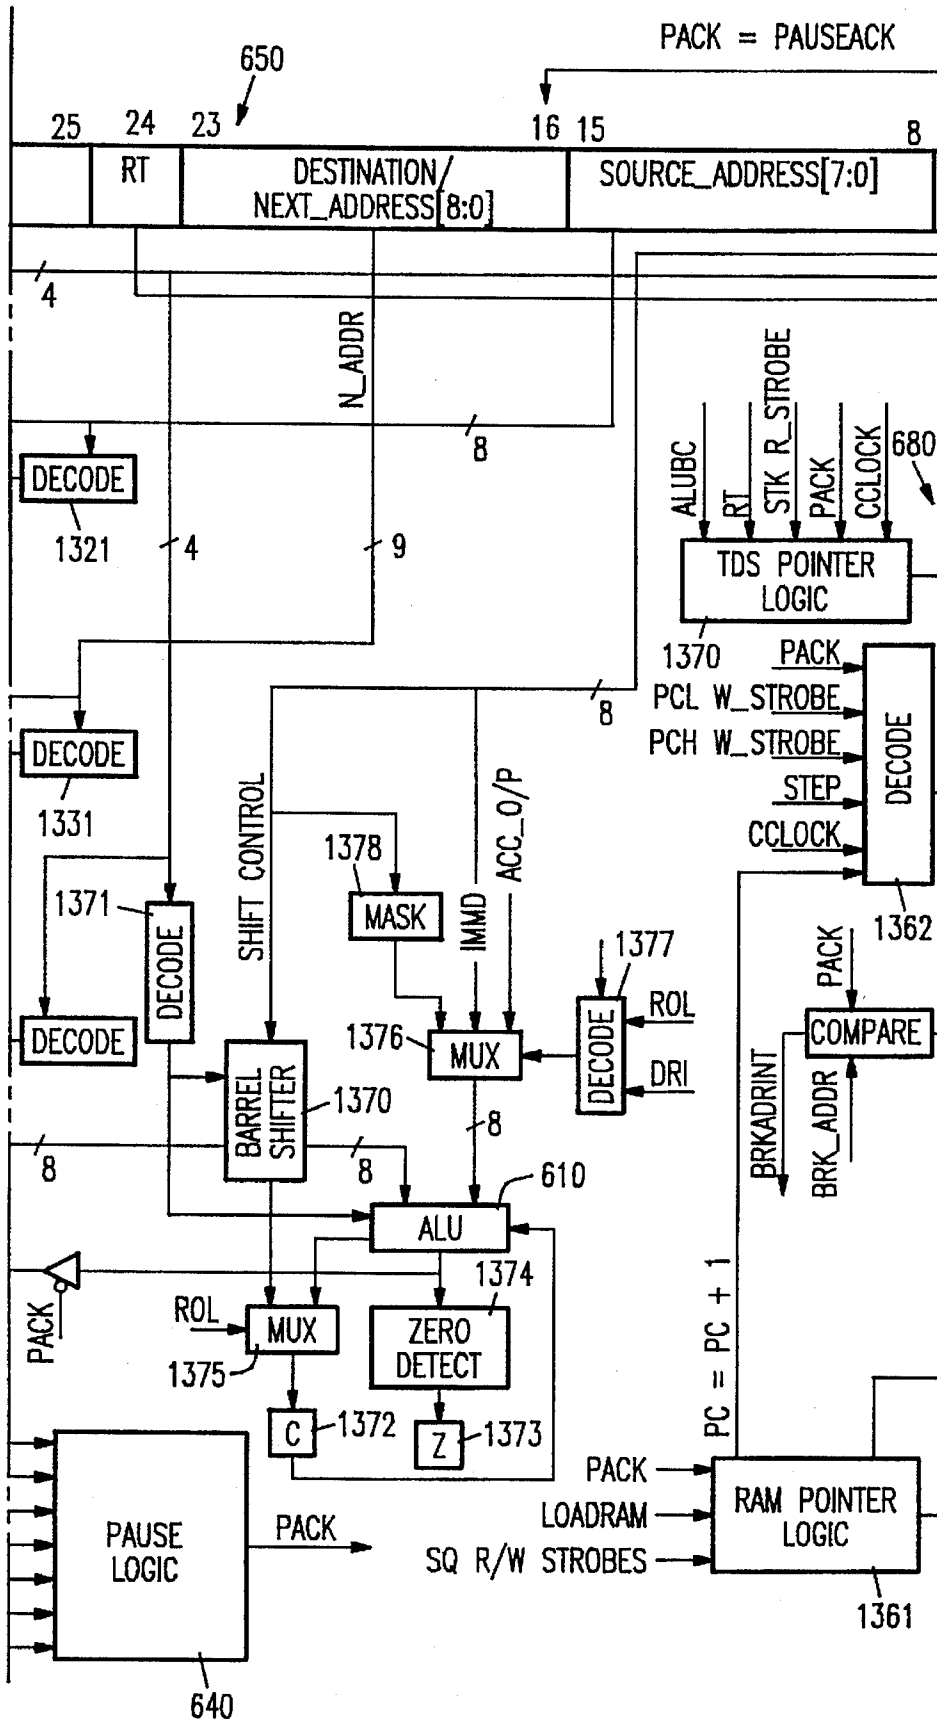 PACK = PAUSEACK
650
25 24 23 16 15 8
RT
DESTINATION/
NEXT_ADDRESS[8:0]
SOURCE_ADDRESS[7:0]
4
N_ADDR
8
ALUBC
RT
STK R_STROBE
PACK
CCLOCK
680
DECODE
1321
4
9
TDS POINTER
LOGIC
1370
PACK
PCL W_STROBE
PCH W_STROBE
STEP
CCLOCK
DECODE
1362
8
DECODE
1331
SHIFT CONTROL
1378
MASK
IMMD
ACC_O/P
1371
DECODE
DECODE
1377
DECODE
ROL
DRI
1376
MUX
8
PACK
COMPARE
BRKADRINT
BRK_ADDR
BARREL
SHIFTER
1370
8
8
610
ALU
PACK
ROL
MUX
1375
1374
ZERO
DETECT
C
1372
Z
1373
PC = PC + 1
PAUSE
LOGIC
PACK
640
PACK
LOADRAM
SQ R/W STROBES
RAM POINTER
LOGIC
1361